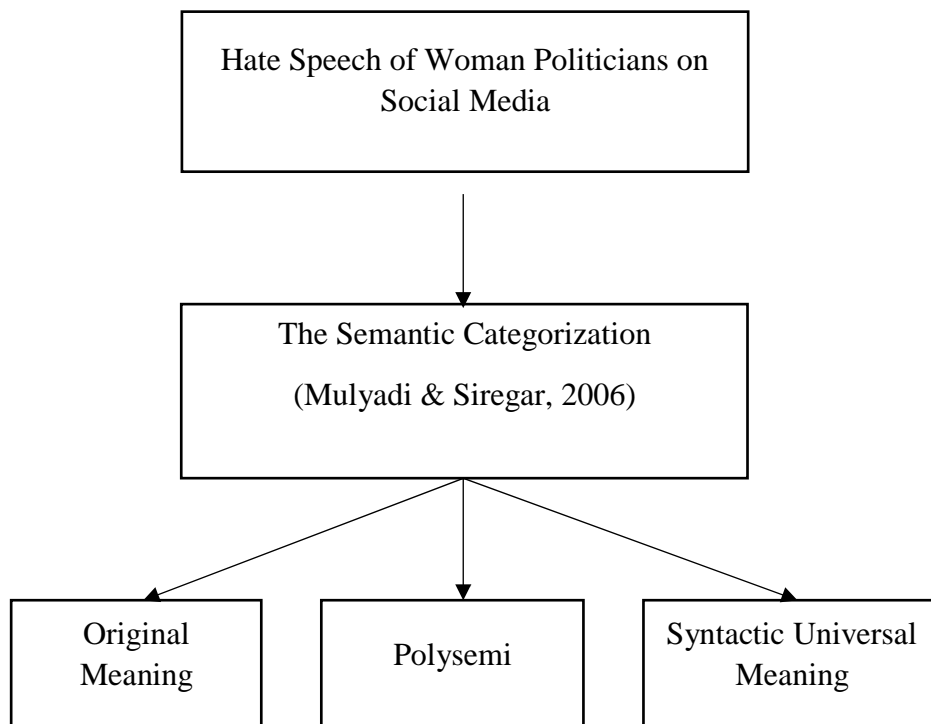 Hate Speech of Woman Politicians on
Social Media
The Semantic Categorization
(Mulyadi & Siregar, 2006)
Original
Meaning
Polysemi
Syntactic Universal
Meaning